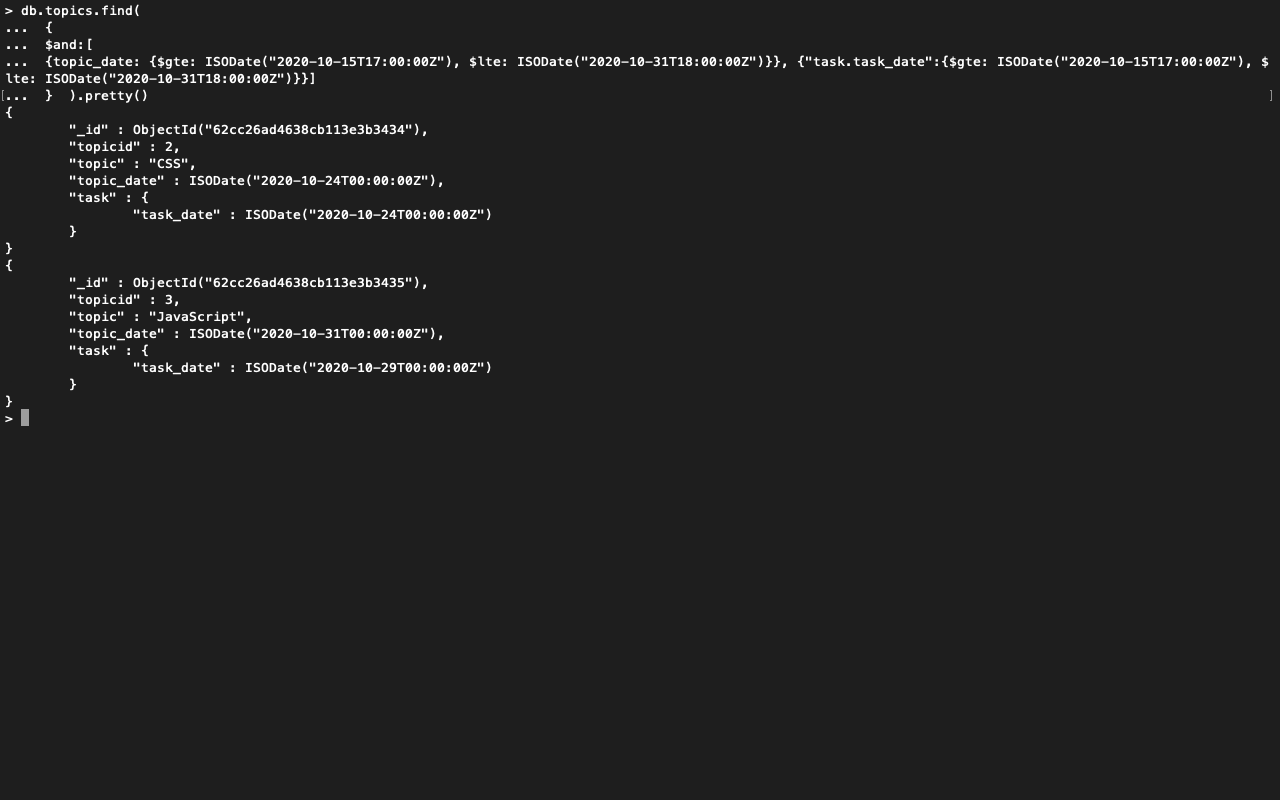 > db.topics.find(
...  {
...  $and:[
...  {topic_date: {$gte: ISODate("2020-10-15T17:00:00Z"), $lte: ISODate("2020-10-31T18:00:00Z")}}, {"task.task_date":{$gte: ISODate("2020-10-15T17:00:00Z"), $
lte: ISODate("2020-10-31T18:00:00Z")}}]
[...  }  ).pretty() ]
{
        "_id" : ObjectId("62cc26ad4638cb113e3b3434"),
        "topicid" : 2,
        "topic" : "CSS",
        "topic_date" : ISODate("2020-10-24T00:00:00Z"),
        "task" : {
                "task_date" : ISODate("2020-10-24T00:00:00Z")
        }
}
{
        "_id" : ObjectId("62cc26ad4638cb113e3b3435"),
        "topicid" : 3,
        "topic" : "JavaScript",
        "topic_date" : ISODate("2020-10-31T00:00:00Z"),
        "task" : {
                "task_date" : ISODate("2020-10-29T00:00:00Z")
        }
}
>